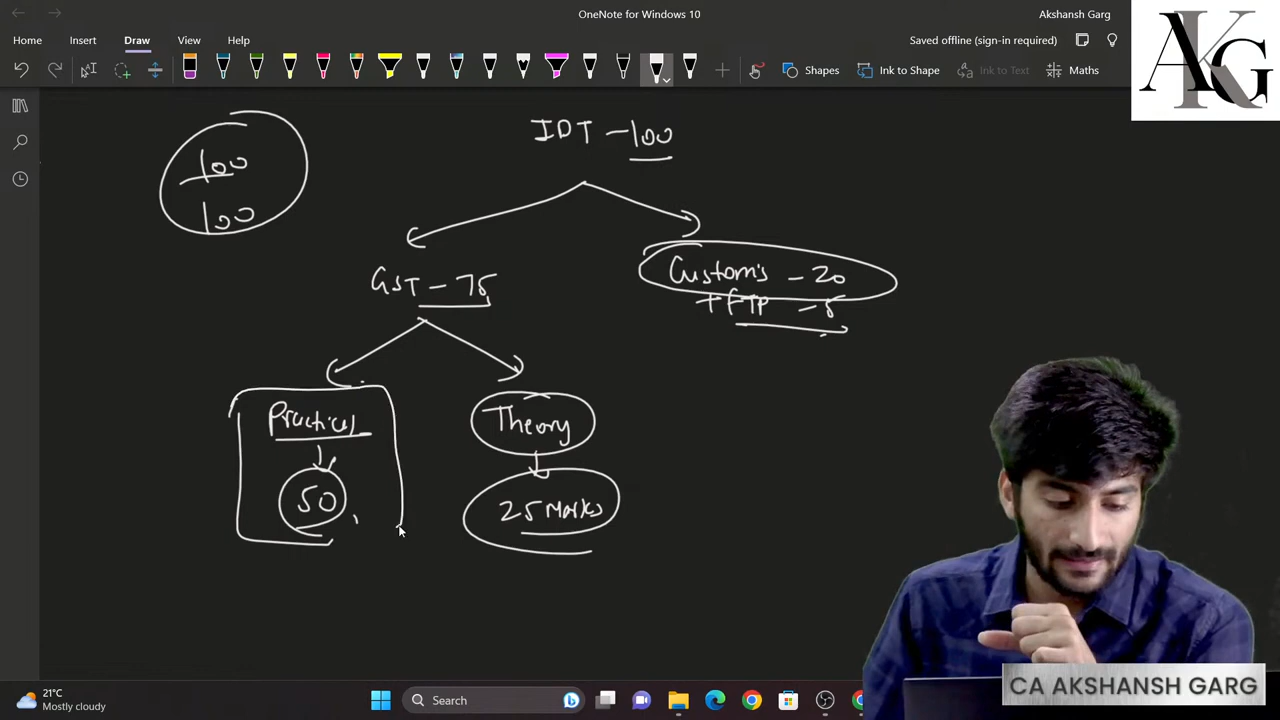 OneNote for Windows 10
Akshansh Garg
Home Insert Draw View Help
Saved offline (sign-in required)
Shapes
Ink to Shape
Ink to Text
Maths
AKG
IDT - 100
100
100
GST - 75
Custom's - 20
+ FTP - 5
Practical
Theory
50
25 Marks
CA AKSHANSH GARG
21°C
Mostly cloudy
Search